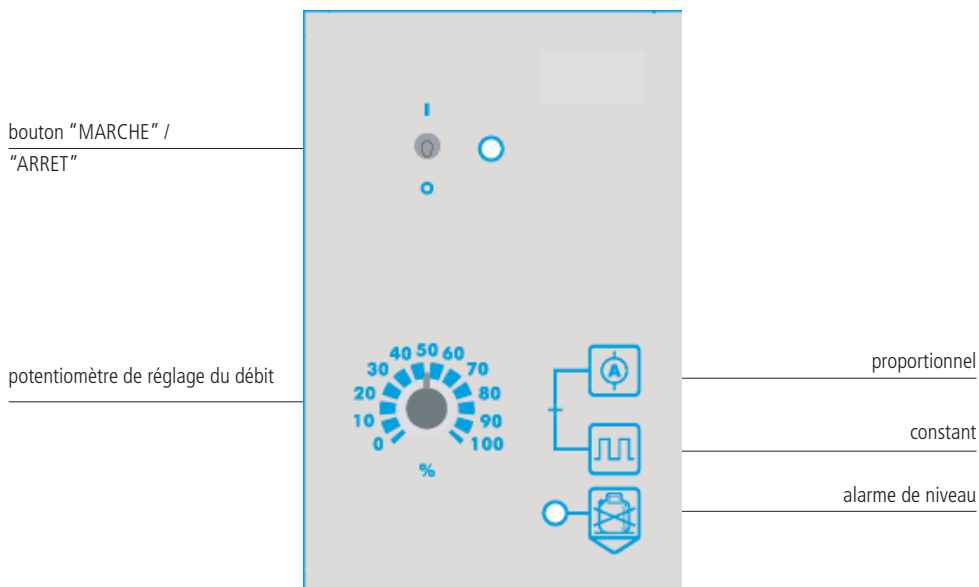 bouton “MARCHE” /
“ARRET”
I
O
potentiomètre de réglage du débit
0
10
20
30
40
50
60
70
80
90
100
%
A
proportionnel
constant
alarme de niveau